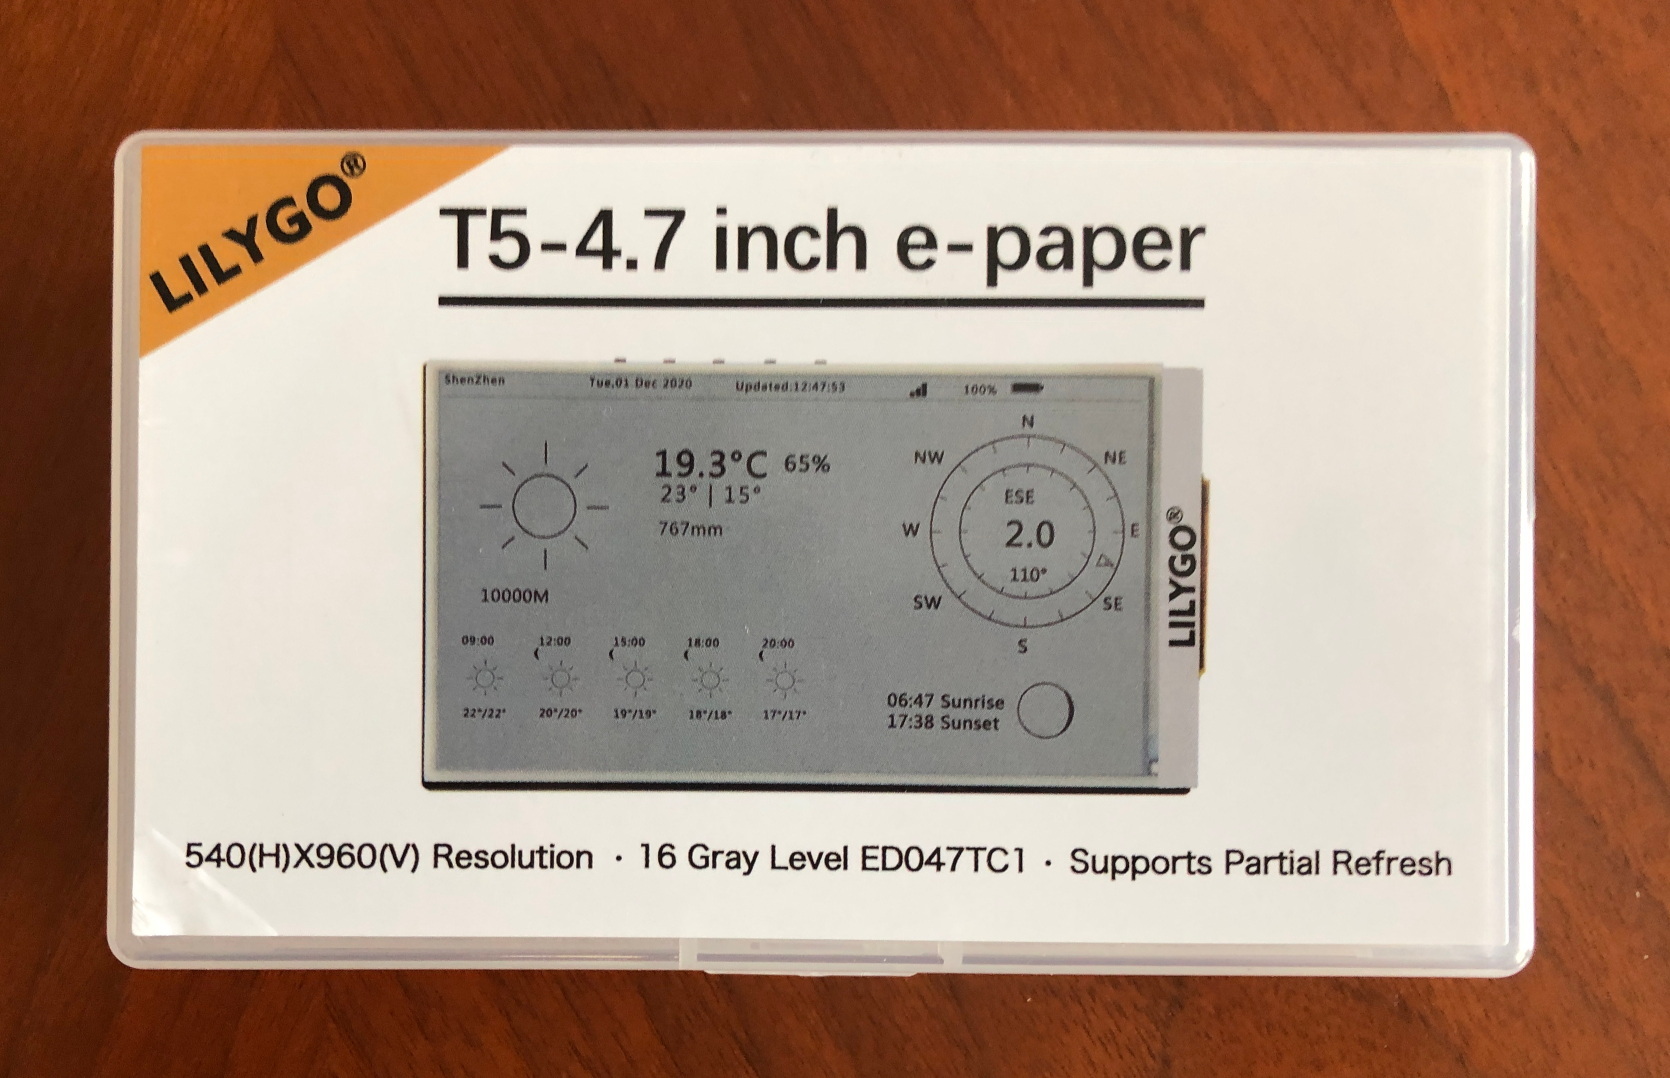 LILYGO®
T5-4.7 inch e-paper
ShenZhen Tue,01 Dec 2020 Updated:12:47:53 100%
N
NW NE
19.3°C 65%
23° | 15°
ESE
767mm
W 2.0 E
110°
10000M
SW SE
S
09:00 12:00 15:00 18:00 20:00
22°/22° 20°/20° 19°/19° 18°/18° 17°/17°
06:47 Sunrise
17:38 Sunset
LILYGO®
540(H)X960(V) Resolution · 16 Gray Level ED047TC1 · Supports Partial Refresh